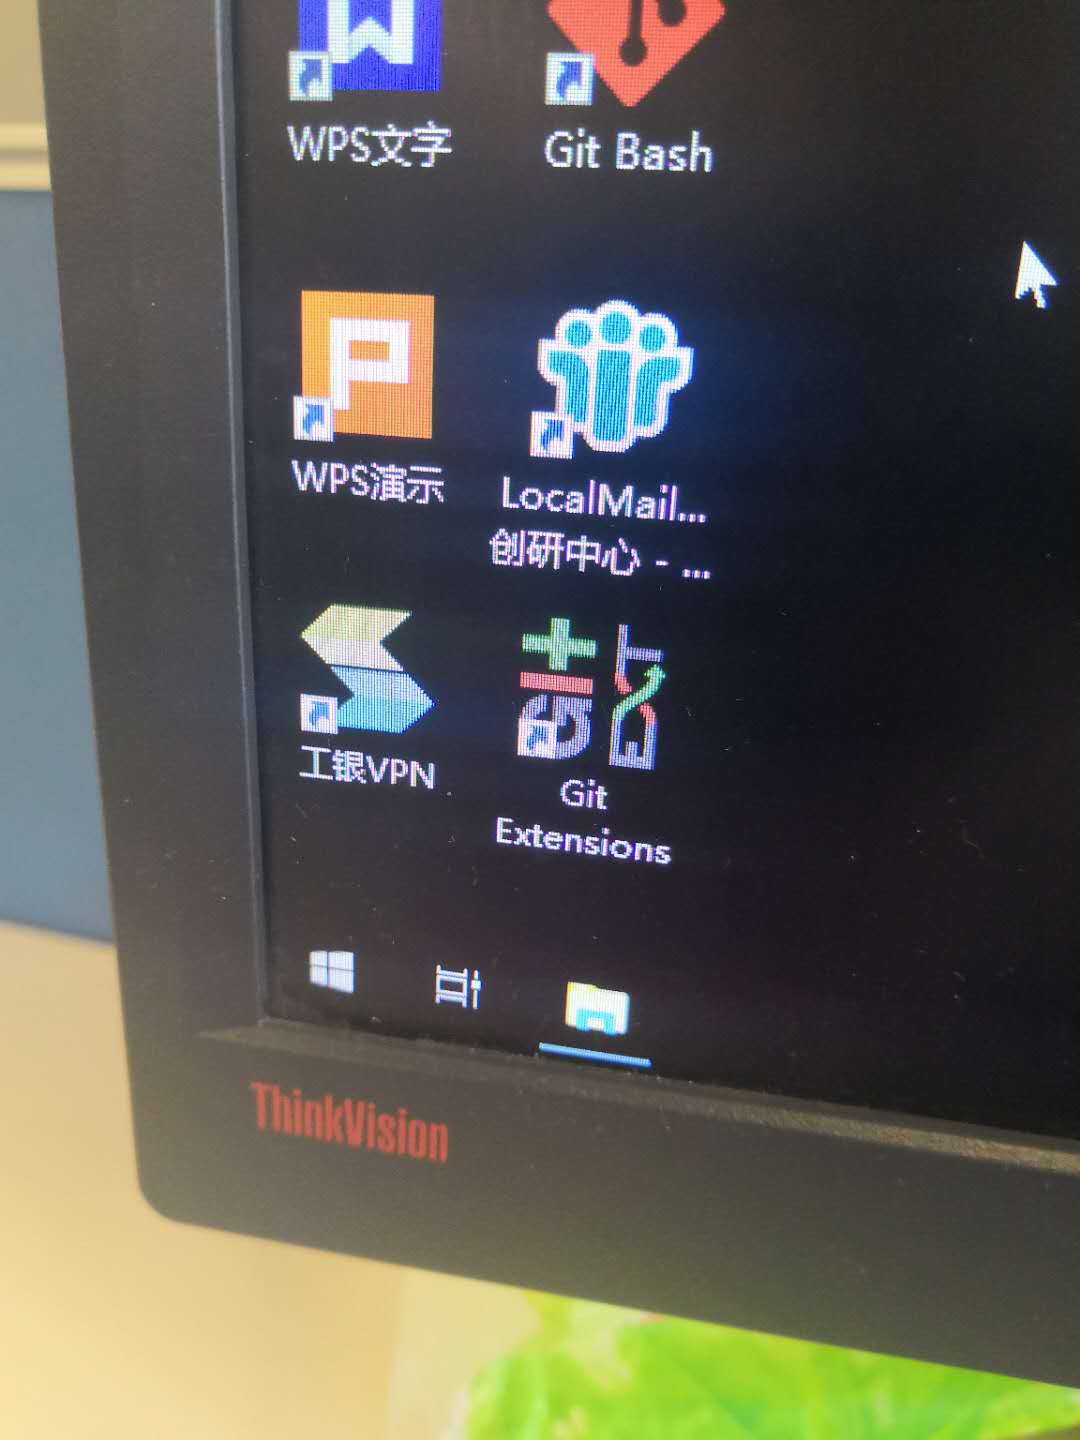 WPS文字
Git Bash
WPS演示
LocalMail...
创研中心 - ...
工银VPN
Git
Extensions
ThinkVision